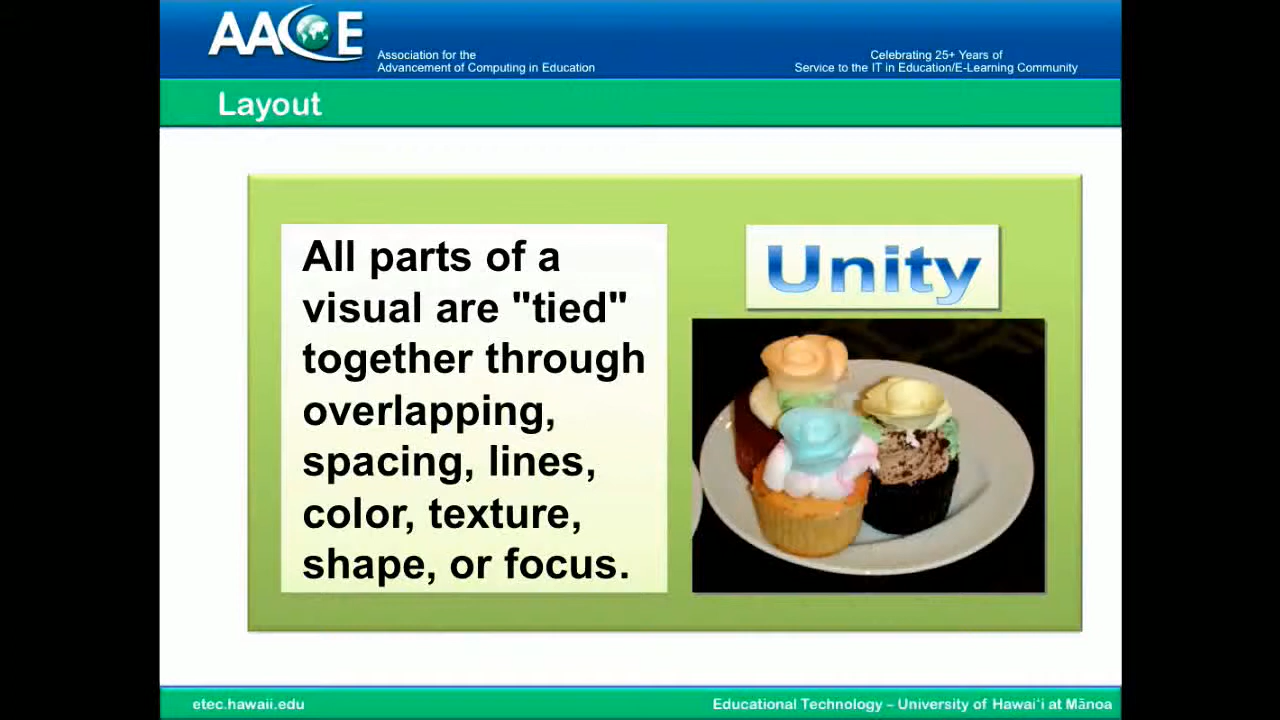 AACE
Association for the
Advancement of Computing in Education
Celebrating 25+ Years of
Service to the IT in Education/E-Learning Community
Layout
All parts of a
visual are "tied"
together through
overlapping,
spacing, lines,
color, texture,
shape, or focus.
Unity
etec.hawaii.edu
Educational Technology – University of Hawaiʻi at Mānoa